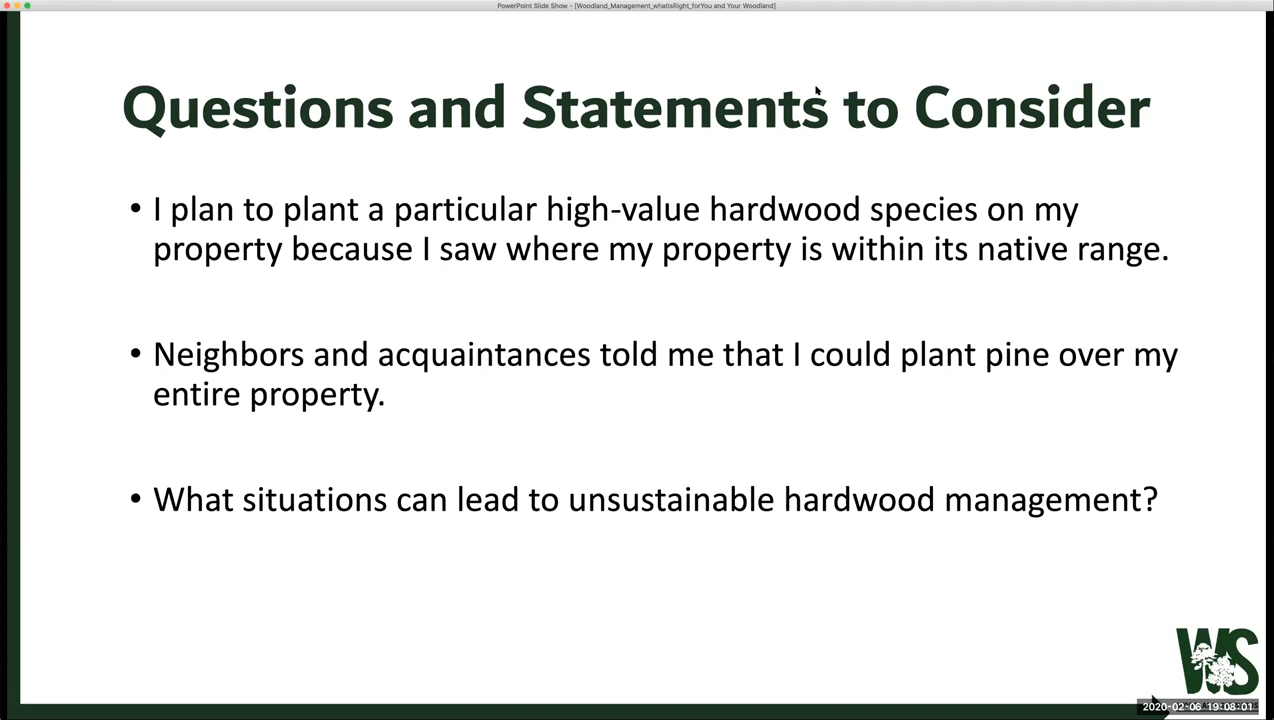 PowerPoint Slide Show - [Woodland_Management_whatIsRight_forYou and Your Woodland]
Questions and Statements to Consider
• I plan to plant a particular high-value hardwood species on my
property because I saw where my property is within its native range.
• Neighbors and acquaintances told me that I could plant pine over my
entire property.
• What situations can lead to unsustainable hardwood management?
WS
2020-02-06 19:08:01